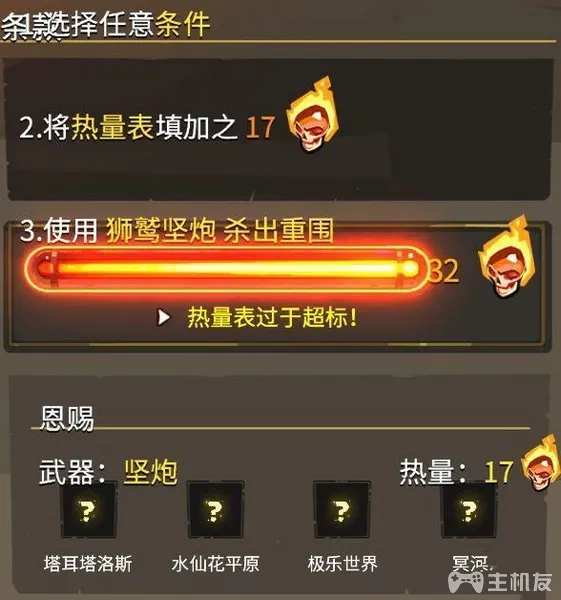 条款
1.选择任意条件
2.将热量表填加之 17
3.使用 狮鹫坚炮 杀出重围
32
热量表过于超标！
恩赐
武器：坚炮 热量：17
? ? ? ?
塔耳塔洛斯 水仙花平原 极乐世界 冥河.
主机友